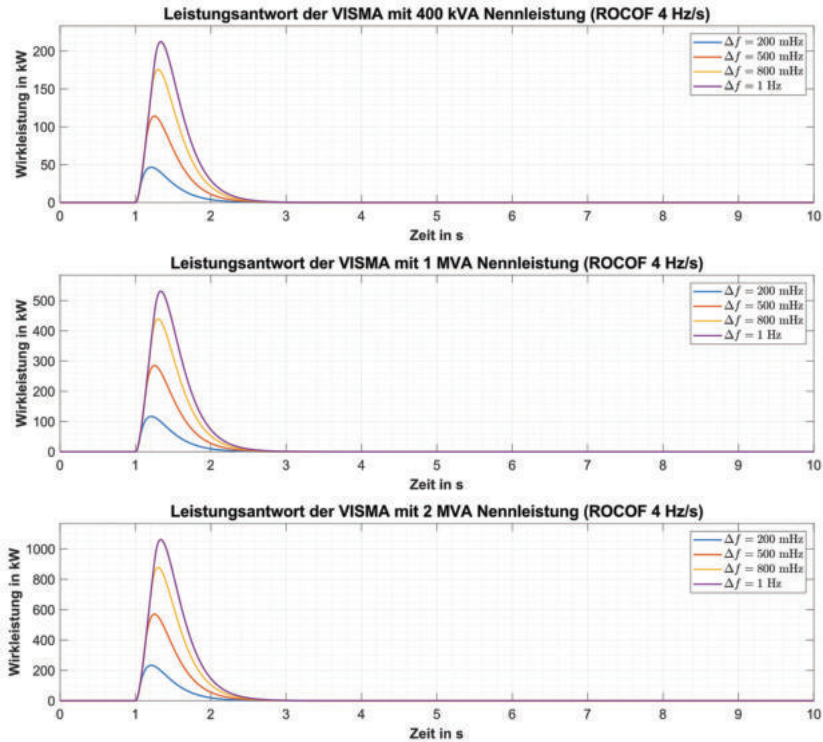 Leistungsantwort der VISMA mit 400 kVA Nennleistung (ROCOF 4 Hz/s)
Wirkleistung in kW
200
150
100
50
0
Δf = 200 mHz
Δf = 500 mHz
Δf = 800 mHz
Δf = 1 Hz
0 1 2 3 4 5 6 7 8 9 10
Zeit in s
Leistungsantwort der VISMA mit 1 MVA Nennleistung (ROCOF 4 Hz/s)
Wirkleistung in kW
500
400
300
200
100
0
Δf = 200 mHz
Δf = 500 mHz
Δf = 800 mHz
Δf = 1 Hz
0 1 2 3 4 5 6 7 8 9 10
Zeit in s
Leistungsantwort der VISMA mit 2 MVA Nennleistung (ROCOF 4 Hz/s)
Wirkleistung in kW
1000
800
600
400
200
0
Δf = 200 mHz
Δf = 500 mHz
Δf = 800 mHz
Δf = 1 Hz
0 1 2 3 4 5 6 7 8 9 10
Zeit in s